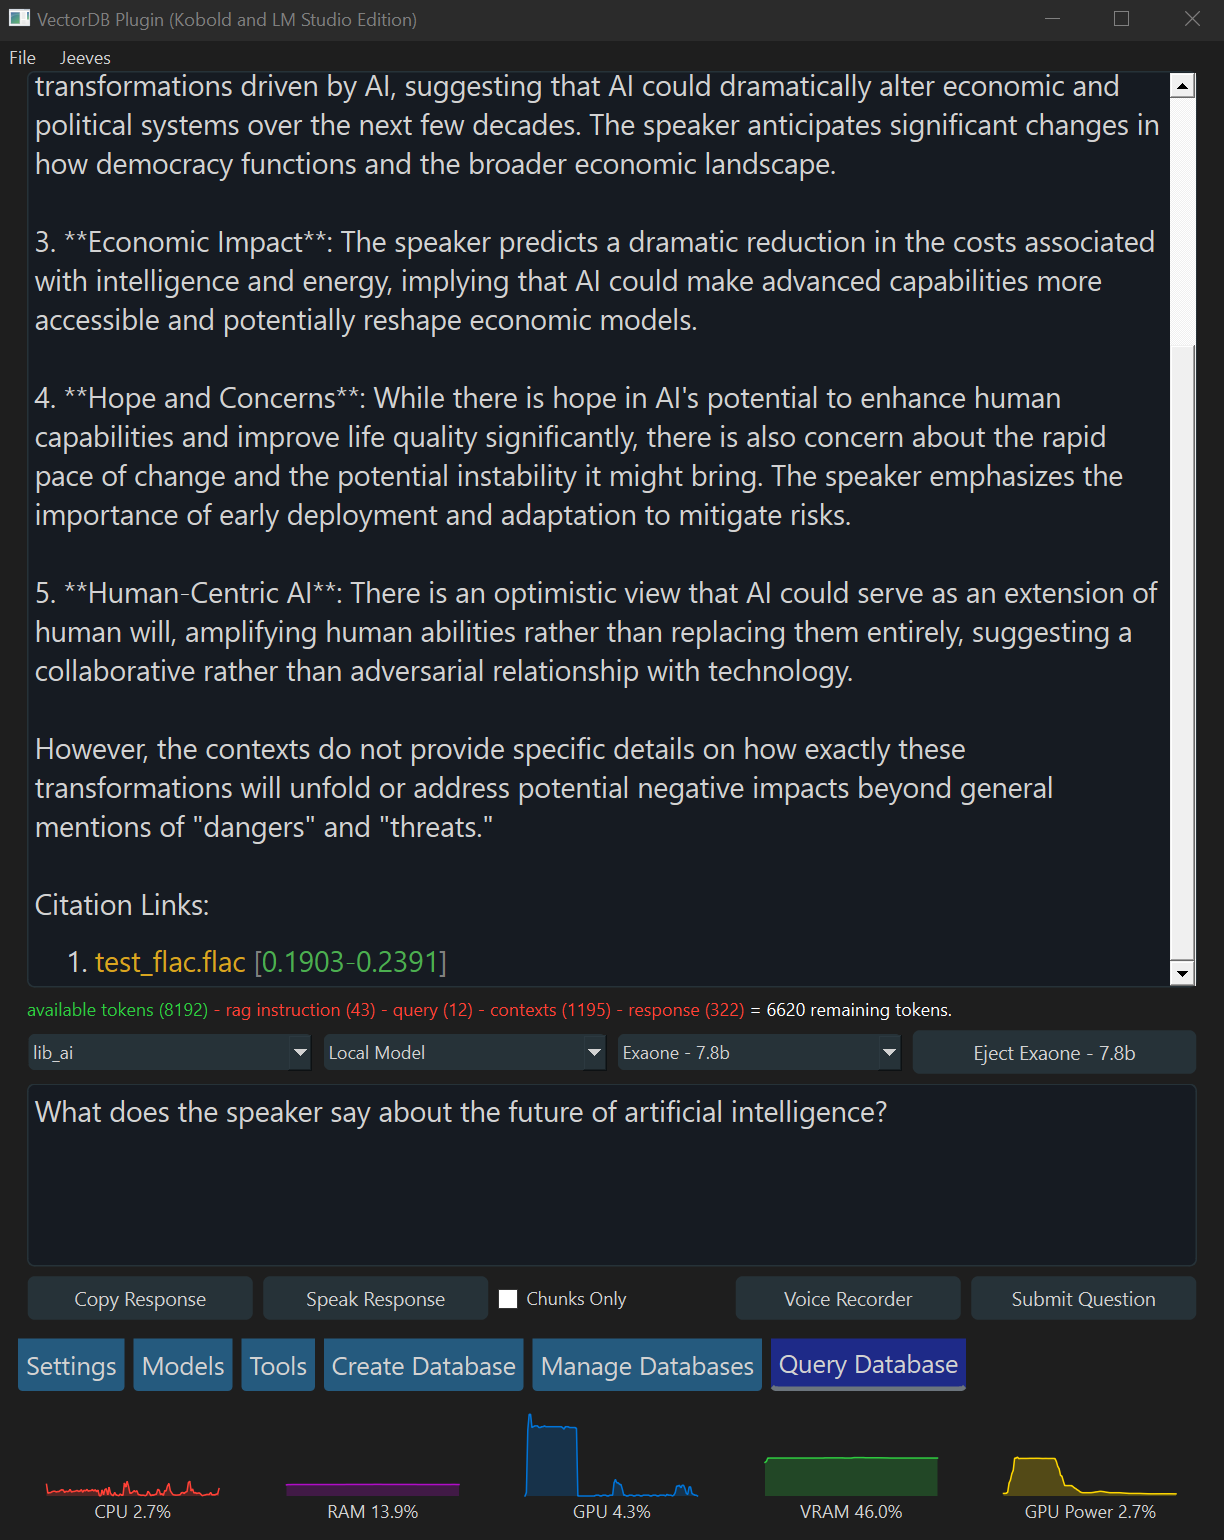 VectorDB Plugin (Kobold and LM Studio Edition)
File Jeeves
transformations driven by AI, suggesting that AI could dramatically alter economic and
political systems over the next few decades. The speaker anticipates significant changes in
how democracy functions and the broader economic landscape.
3. **Economic Impact**: The speaker predicts a dramatic reduction in the costs associated
with intelligence and energy, implying that AI could make advanced capabilities more
accessible and potentially reshape economic models.
4. **Hope and Concerns**: While there is hope in AI's potential to enhance human
capabilities and improve life quality significantly, there is also concern about the rapid
pace of change and the potential instability it might bring. The speaker emphasizes the
importance of early deployment and adaptation to mitigate risks.
5. **Human-Centric AI**: There is an optimistic view that AI could serve as an extension of
human will, amplifying human abilities rather than replacing them entirely, suggesting a
collaborative rather than adversarial relationship with technology.
However, the contexts do not provide specific details on how exactly these
transformations will unfold or address potential negative impacts beyond general
mentions of "dangers" and "threats."
Citation Links:
1. test_flac.flac [0.1903-0.2391]
available tokens (8192) - rag instruction (43) - query (12) - contexts (1195) - response (322) = 6620 remaining tokens.
lib_ai Local Model Exaone - 7.8b Eject Exaone - 7.8b
What does the speaker say about the future of artificial intelligence?
Copy Response Speak Response Chunks Only Voice Recorder Submit Question
Settings Models Tools Create Database Manage Databases Query Database
CPU 2.7% RAM 13.9% GPU 4.3% VRAM 46.0% GPU Power 2.7%